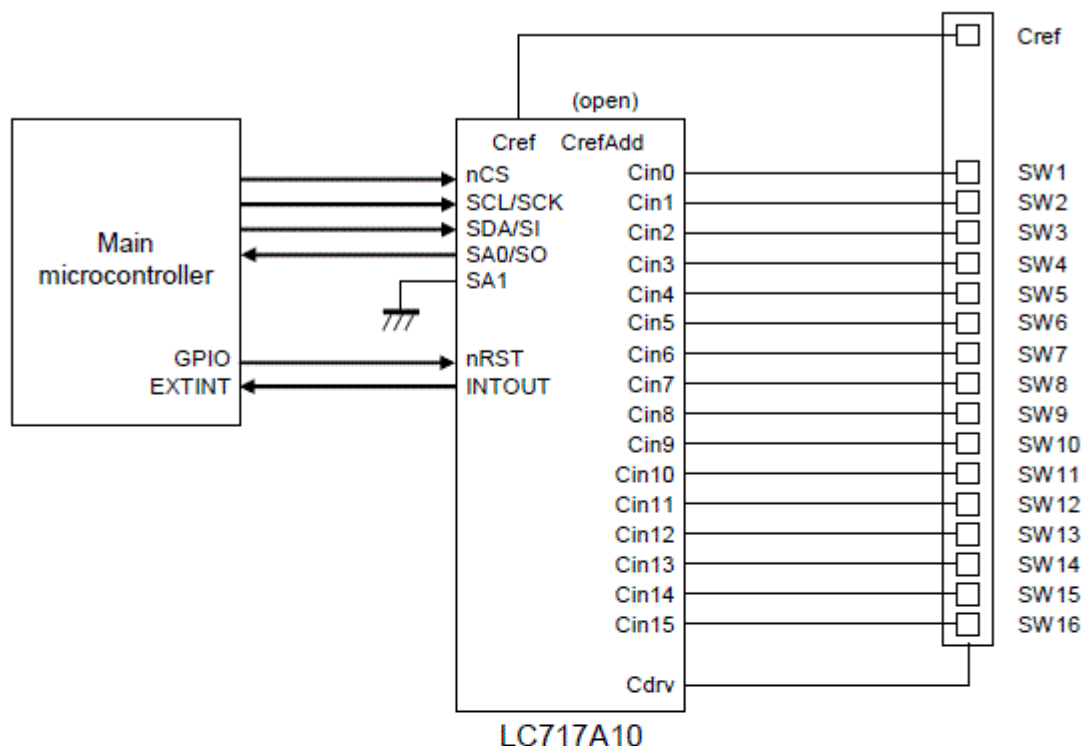 Cref
(open)
Cref CrefAdd
Main
microcontroller
GPIO
EXTINT
nCS
SCL/SCK
SDA/SI
SA0/SO
SA1
nRST
INTOUT
Cin0
Cin1
Cin2
Cin3
Cin4
Cin5
Cin6
Cin7
Cin8
Cin9
Cin10
Cin11
Cin12
Cin13
Cin14
Cin15
Cdrv
SW1
SW2
SW3
SW4
SW5
SW6
SW7
SW8
SW9
SW10
SW11
SW12
SW13
SW14
SW15
SW16
LC717A10